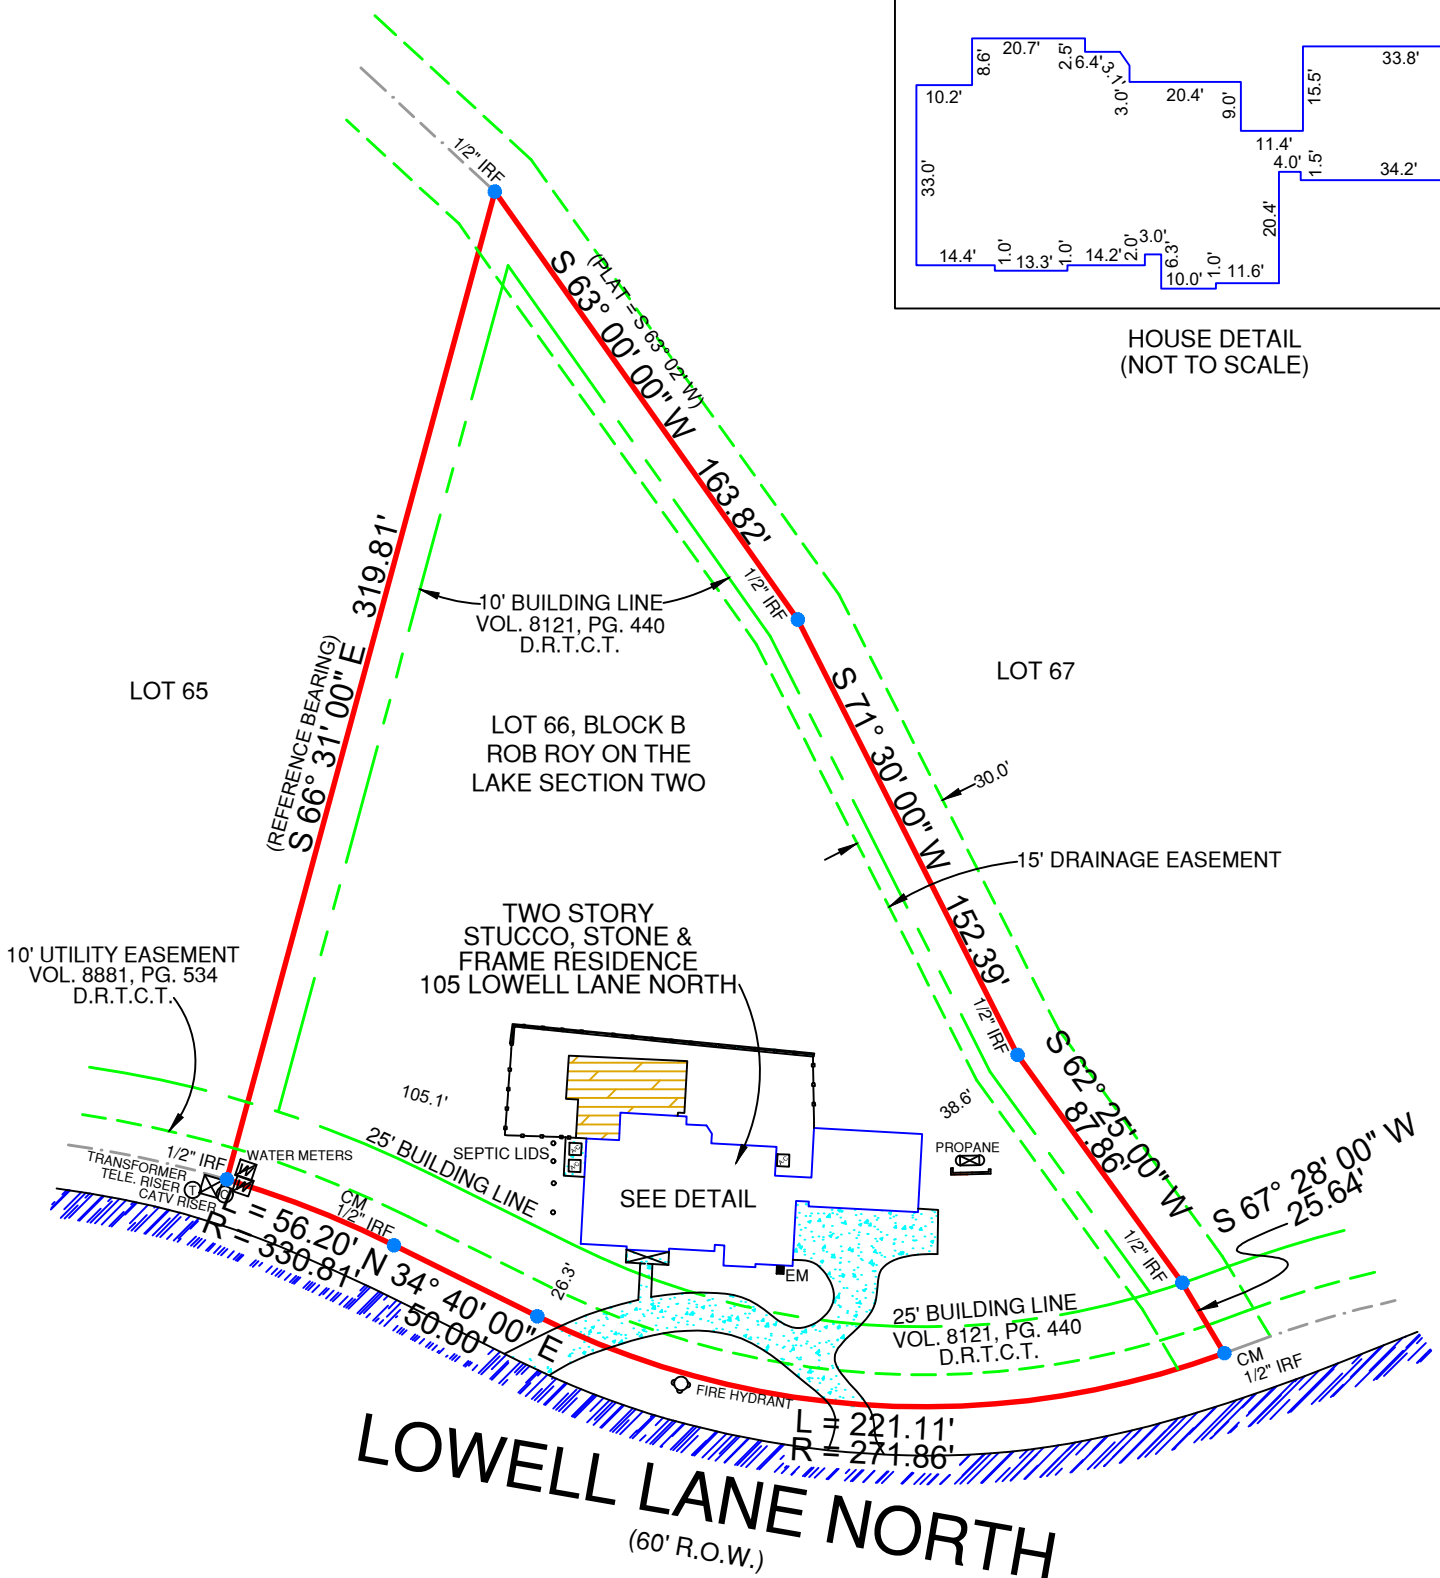 20.7'
8.6'
2.5'
6.4'
3.1'
3.0'
33.8'
10.2'
20.4'
9.0'
15.5'
11.4'
4.0'
1.5'
34.2'
33.0'
20.4'
14.4'
1.0'
13.3'
1.0'
14.2'
2.0'
3.0'
6.3'
10.0'
1.0'
11.6'
HOUSE DETAIL
(NOT TO SCALE)
1/2" IRF
(PLAT = S 63° 02' W)
S 63° 00' 00" W 163.82'
1/2" IRF
10' BUILDING LINE
VOL. 8121, PG. 440
D.R.T.C.T.
(REFERENCE BEARING)
S 66° 31' 00" E 319.81'
LOT 65
LOT 67
LOT 66, BLOCK B
ROB ROY ON THE
LAKE SECTION TWO
S 71° 30' 00" W 152.39'
30.0'
15' DRAINAGE EASEMENT
TWO STORY
STUCCO, STONE &
FRAME RESIDENCE
105 LOWELL LANE NORTH
10' UTILITY EASEMENT
VOL. 8881, PG. 534
D.R.T.C.T.
1/2" IRF
S 62° 25' 00" W
87.86'
105.1'
38.6'
25' BUILDING LINE
SEPTIC LIDS
PROPANE
SEE DETAIL
1/2" IRF
WATER METERS
W
W
TRANSFORMER
TELE. RISER
CATV RISER
T
C
CM
1/2" IRF
L = 56.20'
R = 330.81'
N 34° 40' 00" E
50.00'
26.3'
EM
S 67° 28' 00" W
25.64'
1/2" IRF
25' BUILDING LINE
VOL. 8121, PG. 440
D.R.T.C.T.
CM
1/2" IRF
FIRE HYDRANT
L = 221.11'
R = 271.86'
LOWELL LANE NORTH
(60' R.O.W.)